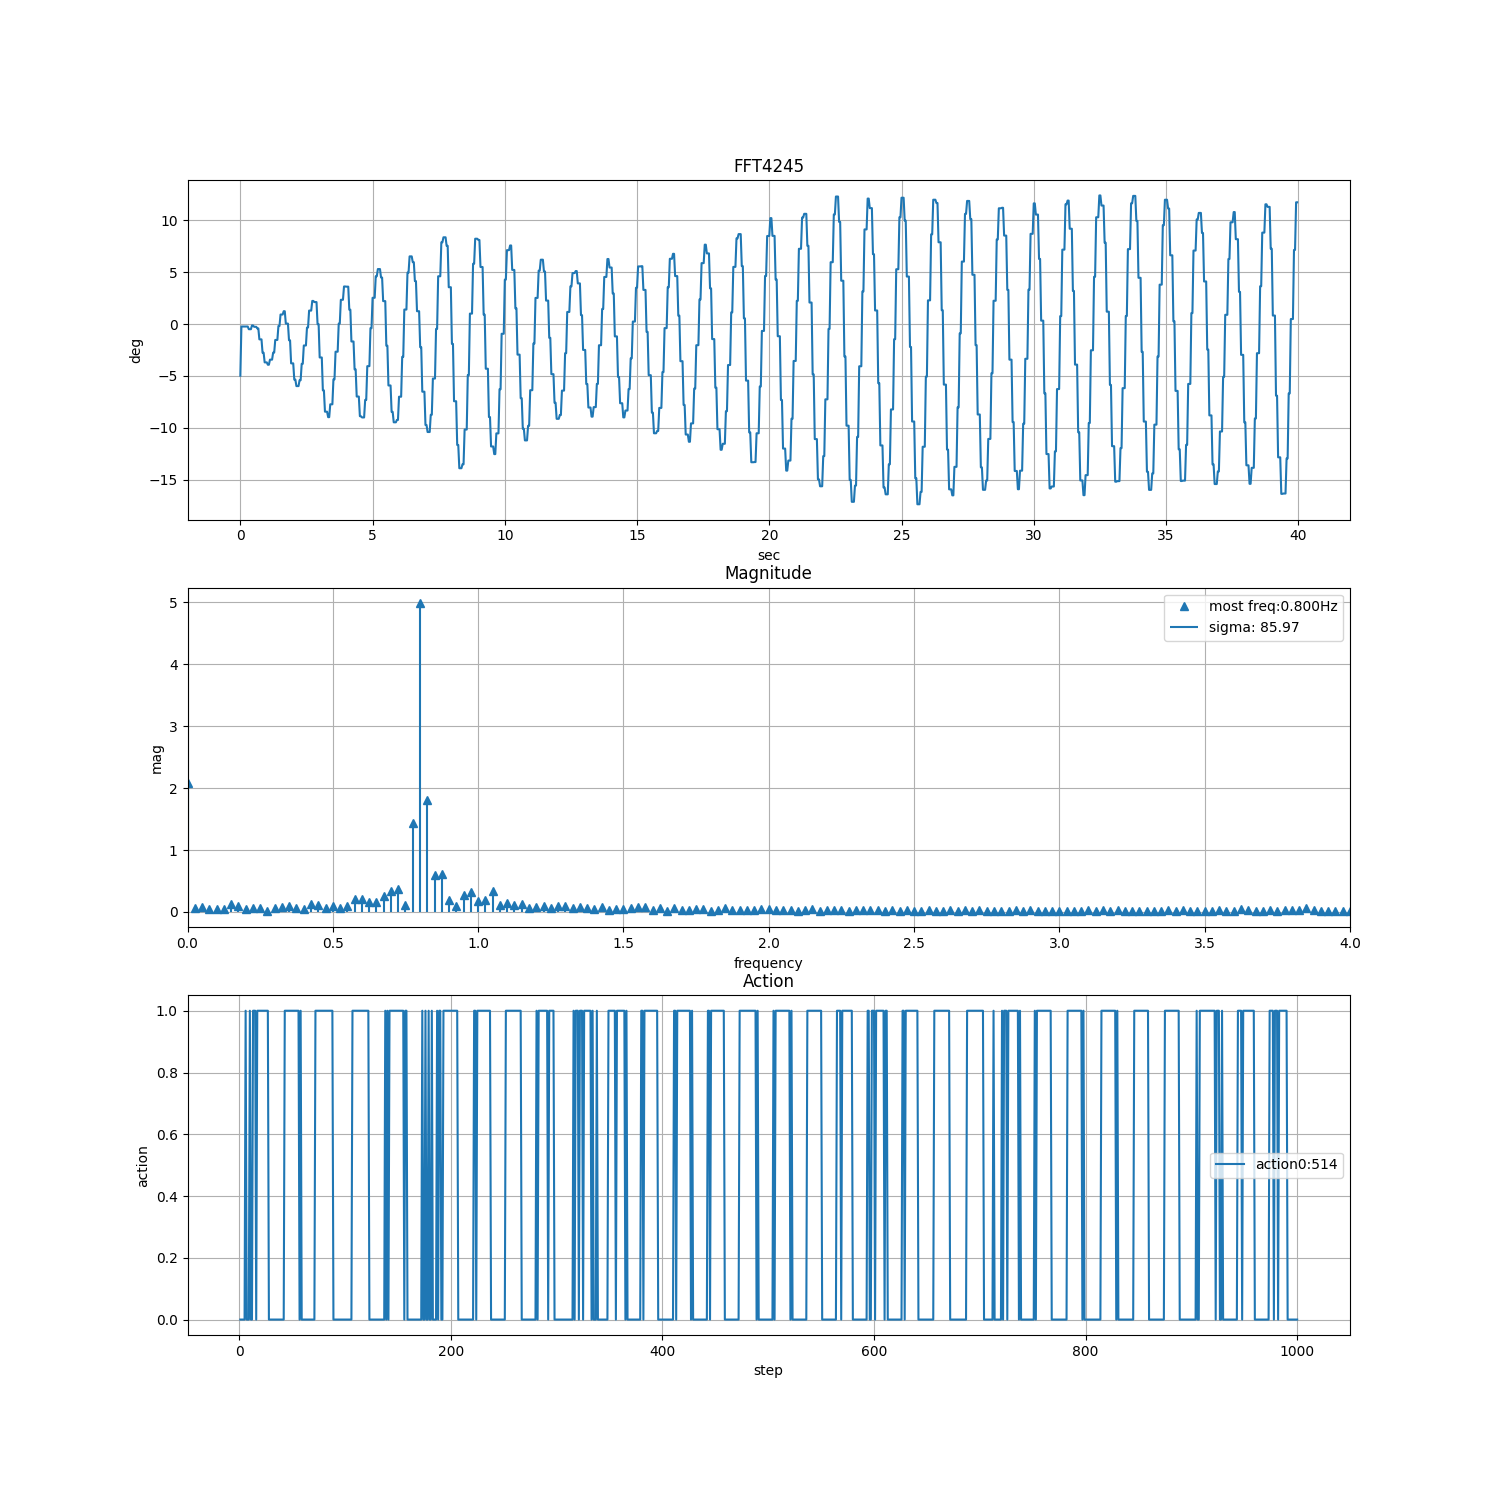 FFT4245
10
5
0
−5
−10
−15
deg
0 5 10 15 20 25 30 35 40
sec
Magnitude
5
4
3
2
1
0
mag
most freq:0.800Hz
sigma: 85.97
0.0 0.5 1.0 1.5 2.0 2.5 3.0 3.5 4.0
frequency
Action
1.0
0.8
0.6
0.4
0.2
0.0
action
action0:514
0 200 400 600 800 1000
step